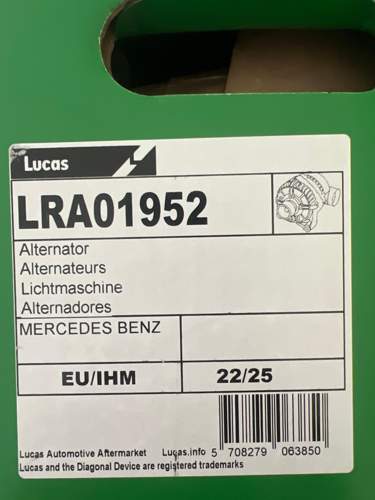 Lucas
LRA01952
Alternator
Alternateurs
Lichtmaschine
Alternadores
MERCEDES BENZ
EU/IHM 22/25
Lucas Automotive Aftermarket Lucas.info 5 708279 063850
Lucas and the Diagonal Device are registered trademarks